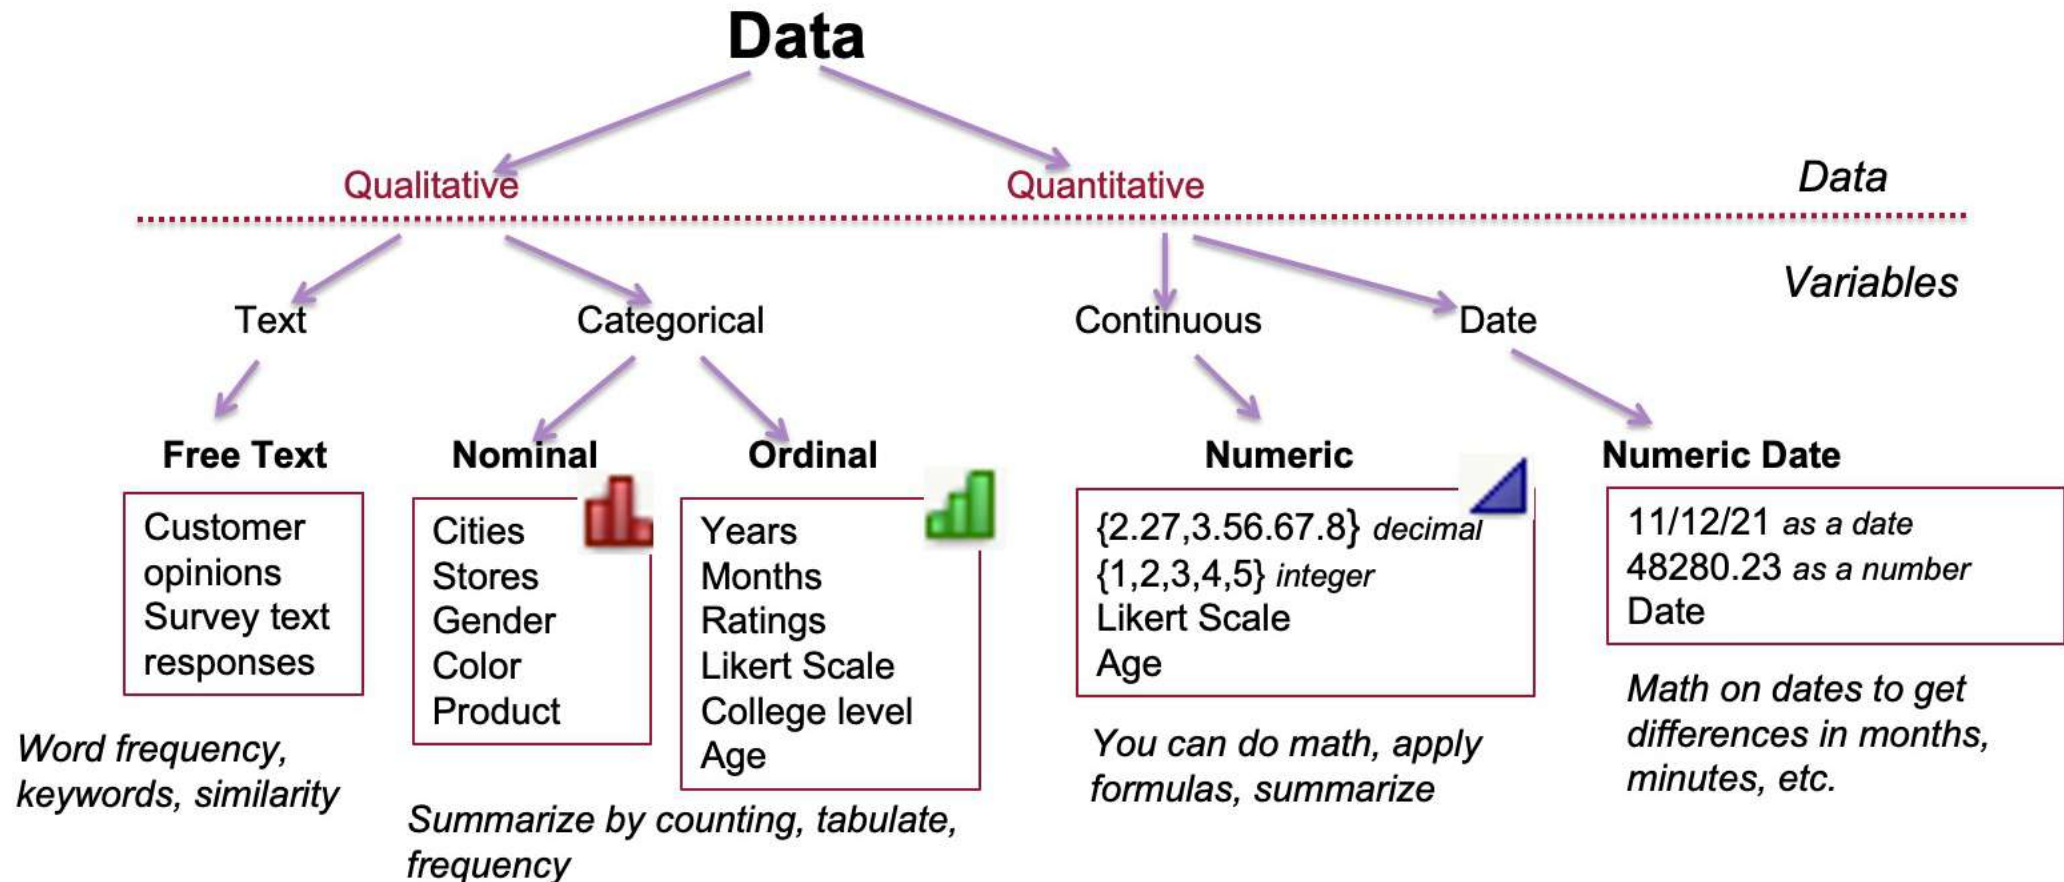 Data
Qualitative
Quantitative
Data
Variables
Text
Categorical
Continuous
Date
Free Text
Customer
opinions
Survey text
responses
Word frequency,
keywords, similarity
Nominal
Cities
Stores
Gender
Color
Product
Ordinal
Years
Months
Ratings
Likert Scale
College level
Age
Summarize by counting, tabulate,
frequency
Numeric
{2.27,3.56.67.8} decimal
{1,2,3,4,5} integer
Likert Scale
Age
You can do math, apply
formulas, summarize
Numeric Date
11/12/21 as a date
48280.23 as a number
Date
Math on dates to get
differences in months,
minutes, etc.